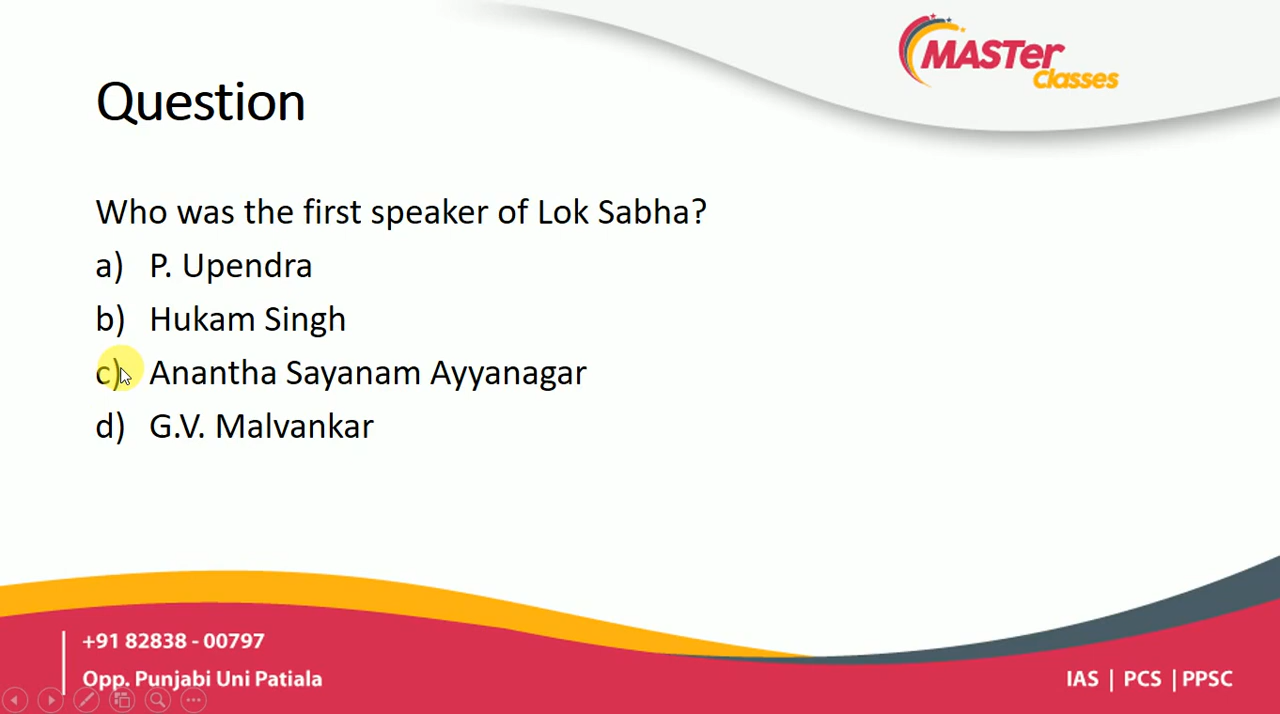 MASTer
Classes
Question
Who was the first speaker of Lok Sabha?
a) P. Upendra
b) Hukam Singh
c) Anantha Sayanam Ayyanagar
d) G.V. Malvankar
+91 82838 - 00797
Opp. Punjabi Uni Patiala
IAS | PCS | PPSC